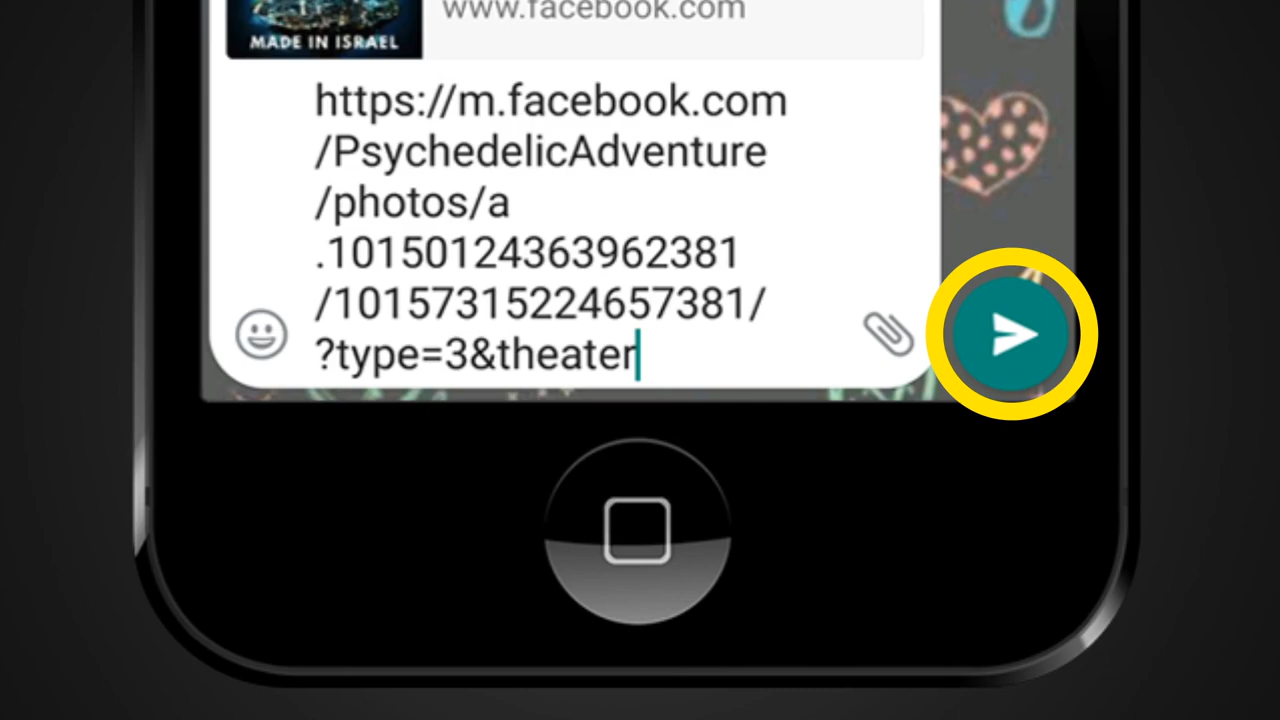 www.facebook.com
MADE IN ISRAEL
https://m.facebook.com
/PsychedelicAdventure
/photos/a
.10150124363962381
/10157315224657381/
?type=3&theater